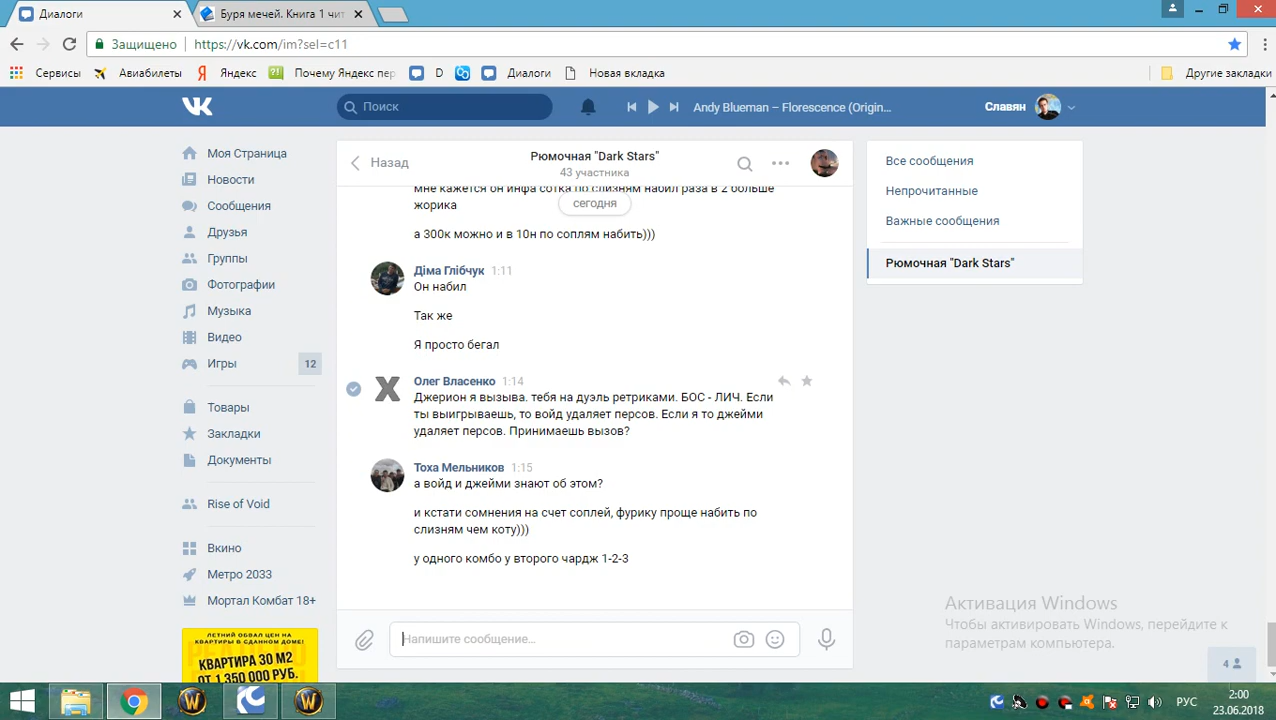 Диалоги
Буря мечей. Книга 1 чит
Защищено
https://vk.com/im?sel=c11
Сервисы
Авиабилеты
Яндекс
Почему Яндекс пер
D
Диалоги
Новая вкладка
Другие закладки
Поиск
Andy Blueman – Florescence (Origin...
Славян
Моя Страница
Новости
Сообщения
Друзья
Группы
Фотографии
Музыка
Видео
Игры
12
Товары
Закладки
Документы
Rise of Void
Вкино
Метро 2033
Мортал Комбат 18+
ЛЕТНИЙ ОБВАЛ ЦЕН НА
КВАРТИРЫ В СДАННОМ ДОМЕ!
КВАРТИРА 30 М2
ОТ 1 350 000 РУБ.
Назад
Рюмочная "Dark Stars"
43 участника
мне кажется он инфа сотка по слизням набил раза в 2 больше
жорика
сегодня
а 300к можно и в 10н по соплям набить)))
Діма Глібчук 1:11
Он набил
Так же
Я просто бегал
Олег Власенко 1:14
Джерион я вызыва. тебя на дуэль ретриками. БОС - ЛИЧ. Если
ты выигрываешь, то войд удаляет персов. Если я то джейми
удаляет персов. Принимаешь вызов?
Тоха Мельников 1:15
а войд и джейми знают об этом?
и кстати сомнения на счет соплей, фурику проще набить по
слизням чем коту)))
у одного комбо у второго чардж 1-2-3
Напишите сообщение...
Все сообщения
Непрочитанные
Важные сообщения
Рюмочная "Dark Stars"
Активация Windows
Чтобы активировать Windows, перейдите к
параметрам компьютера.
4
РУС
2:00
23.06.2018